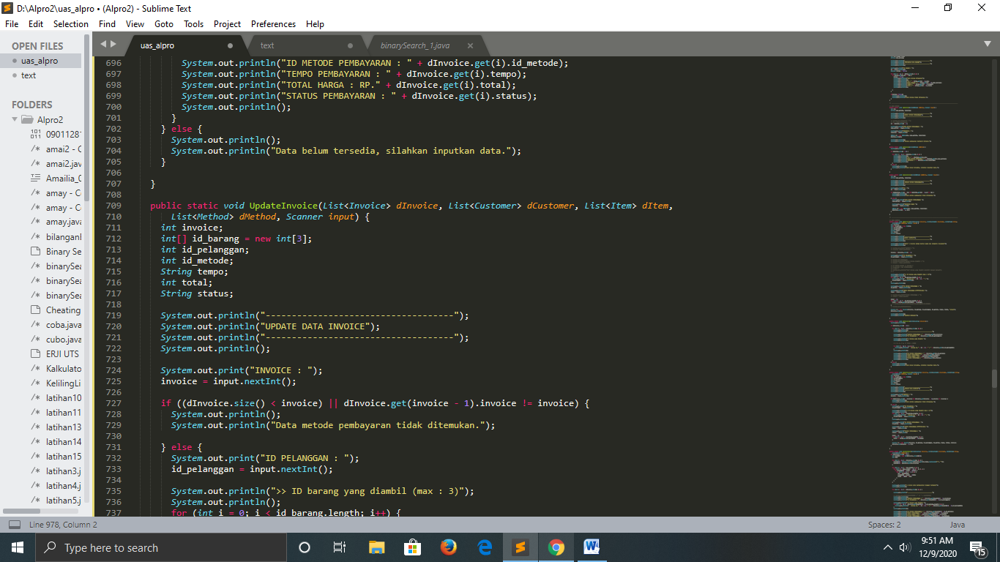 D:\Alpro2\uas_alpro • (Alpro2) - Sublime Text
File Edit Selection Find View Goto Tools Project Preferences Help
OPEN FILES
uas_alpro
text
FOLDERS
Alpro2
09011281
amai2 - C
amai2.jav
Amailia_0
amay - C
amay - C
amay.java
bilanganl
Binary Se
binarySea
binarySea
binarySea
Cheating
coba.java
cubo.java
ERJI UTS
Kalkulato
KelilingLi
latihan10
latihan11
latihan13
latihan14
latihan15
latihan3.j
latihan4.j
latihan5.j
uas_alpro text binarySearch_1.java
696 System.out.println("ID METODE PEMBAYARAN : " + dInvoice.get(i).id_metode);
697 System.out.println("TEMPO PEMBAYARAN : " + dInvoice.get(i).tempo);
698 System.out.println("TOTAL HARGA : RP." + dInvoice.get(i).total);
699 System.out.println("STATUS PEMBAYARAN : " + dInvoice.get(i).status);
700 System.out.println();
701 }
702 } else {
703 System.out.println();
704 System.out.println("Data belum tersedia, silahkan inputkan data.");
705 }
706
707 }
708
709 public static void UpdateInvoice(List<Invoice> dInvoice, List<Customer> dCustomer, List<Item> dItem,
710 List<Method> dMethod, Scanner input) {
711 int invoice;
712 int[] id_barang = new int[3];
713 int id_pelanggan;
714 int id_metode;
715 String tempo;
716 int total;
717 String status;
718
719 System.out.println("------------------------------------");
720 System.out.println("UPDATE DATA INVOICE");
721 System.out.println("------------------------------------");
722 System.out.println();
723
724 System.out.print("INVOICE : ");
725 invoice = input.nextInt();
726
727 if ((dInvoice.size() < invoice) || dInvoice.get(invoice - 1).invoice != invoice) {
728 System.out.println();
729 System.out.println("Data metode pembayaran tidak ditemukan.");
730
731 } else {
732 System.out.print("ID PELANGGAN : ");
733 id_pelanggan = input.nextInt();
734
735 System.out.println(">> ID barang yang diambil (max : 3)");
736 System.out.println();
737 for (int i = 0; i < id_barang.length; i++) {
Line 978, Column 2 Spaces: 2 Java
Type here to search
9:51 AM
12/9/2020
15